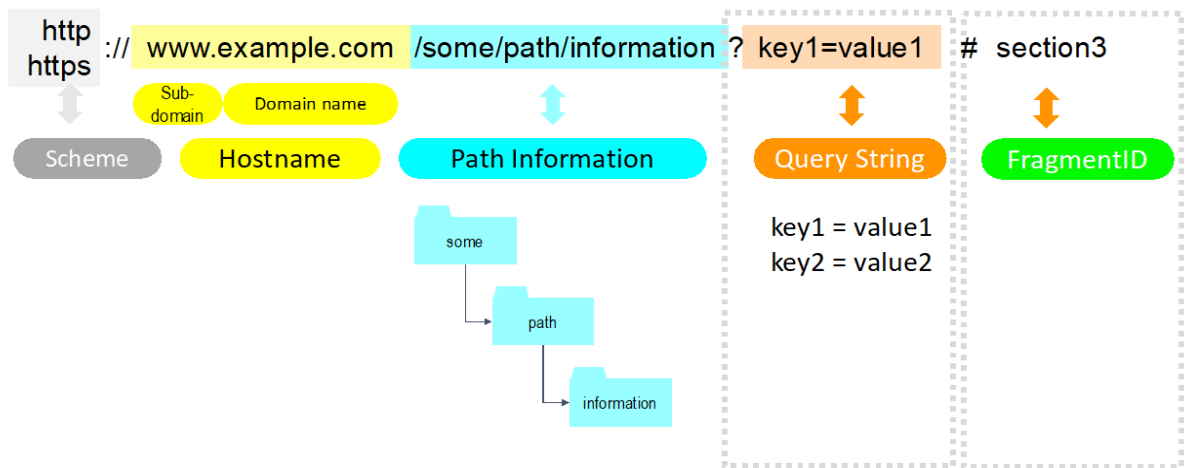 http
https
:// www.example.com /some/path/information ? key1=value1 # section3
Sub-
domain
Domain name
Scheme
Hostname
Path Information
Query String
FragmentID
key1 = value1
key2 = value2
some
path
information